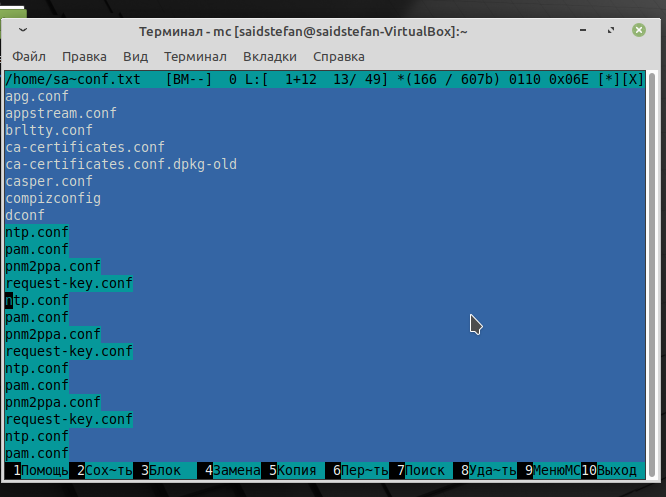 Терминал - mc [saidstefan@saidstefan-VirtualBox]:~
Файл Правка Вид Терминал Вкладки Справка
/home/sa~conf.txt [BM--] 0 L:[ 1+12 13/ 49] *(166 / 607b) 0110 0x06E [*][X]
apg.conf
appstream.conf
brltty.conf
ca-certificates.conf
ca-certificates.conf.dpkg-old
casper.conf
compizconfig
dconf
ntp.conf
pam.conf
pnm2ppa.conf
request-key.conf
ntp.conf
pam.conf
pnm2ppa.conf
request-key.conf
ntp.conf
pam.conf
pnm2ppa.conf
request-key.conf
ntp.conf
pam.conf
1Помощь 2Сох~ть 3Блок 4Замена 5Копия 6Пер~ть 7Поиск 8Уда~ть 9МенюMC 10Выход